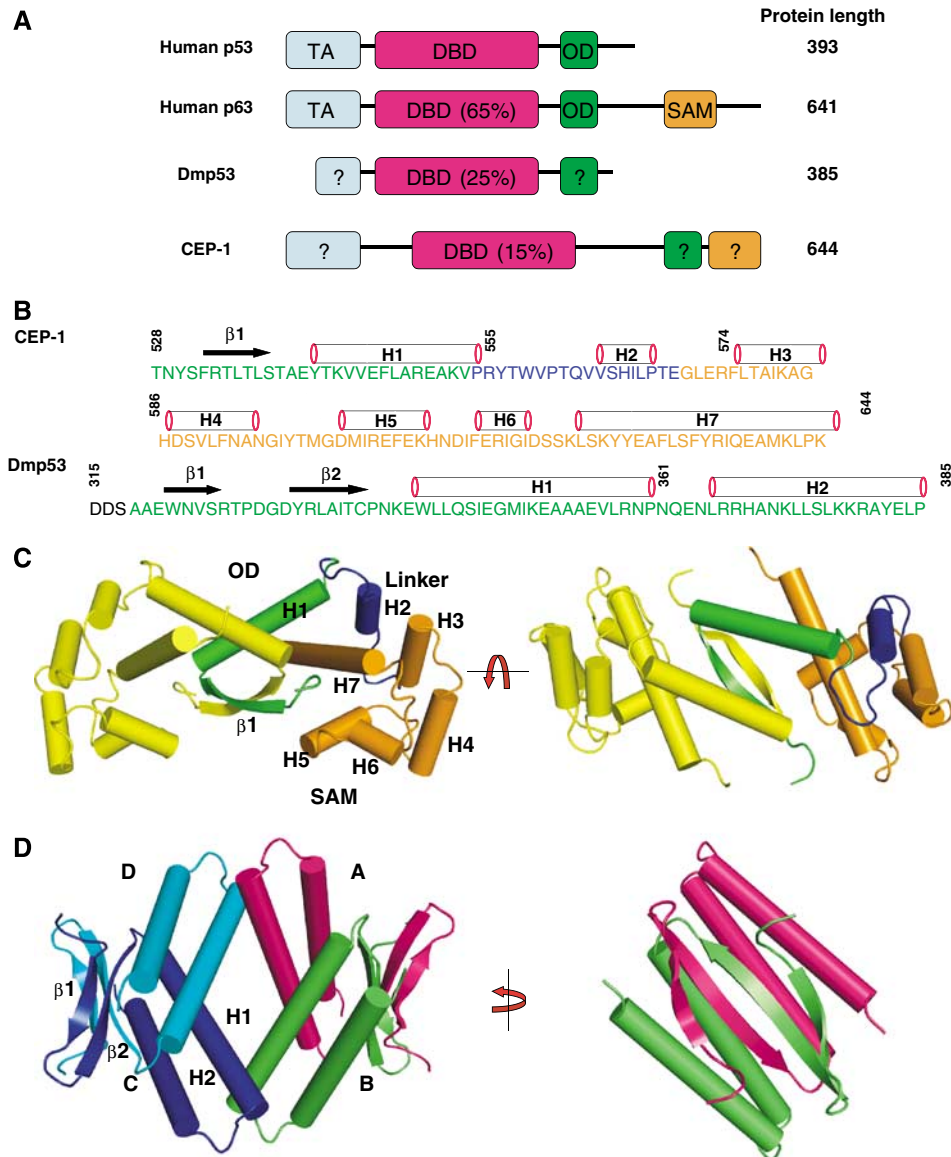 A
Protein length
Human p53 TA DBD OD 393
Human p63 TA DBD (65%) OD SAM 641
Dmp53 ? DBD (25%) ? 385
CEP-1 ? DBD (15%) ? ? 644
B
CEP-1
528 β1 H1 555 H2 574 H3
TNYSFRTLTLSTAEYTKVVEFLAREAKVPRYTWVPTQVVSHILPTEGLERFLTAIKAG
586 H4 H5 H6 H7 644
HDSVLFNANGIYTMGDMIREFEKHNDIFERIGIDSSKLSKYYEAFLSFYRIQEAMKLPK
Dmp53
315 β1 β2 H1 361 H2 385
DDSAAEWNVSRTPDGDYRLAITCPNKEWLLQSIEGMIKEAAAEVLRNPNQENLRRHANKLLSLKKRAYELP
C
OD
Linker
H1
H2
H3
H7
β1
H4
H5
H6
SAM
D
D
A
β1
H1
β2
C
H2
B